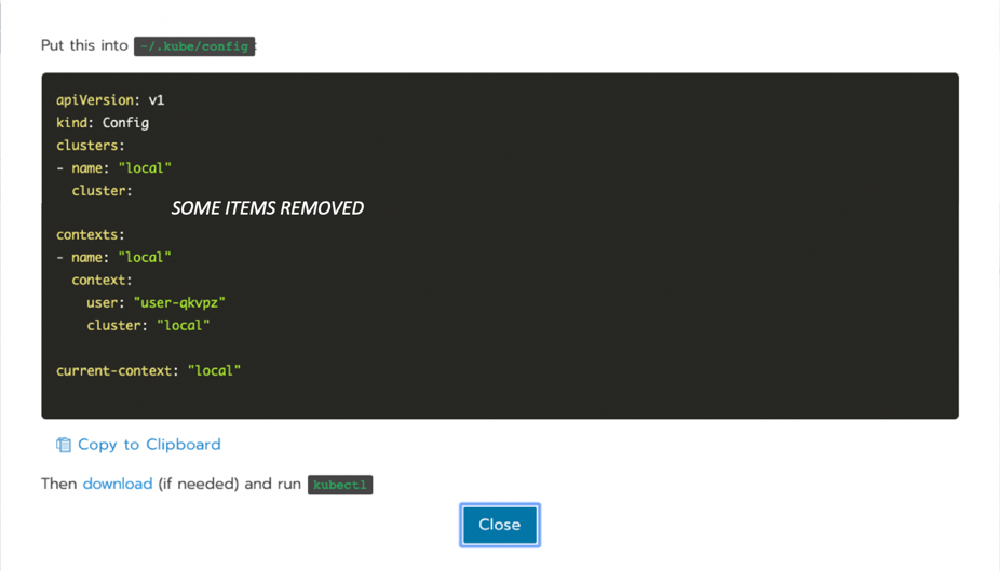 Put this into ~/.kube/config:
apiVersion: v1
kind: Config
clusters:
- name: "local"
  cluster:
SOME ITEMS REMOVED
contexts:
- name: "local"
  context:
    user: "user-qkvpz"
    cluster: "local"
current-context: "local"
Copy to Clipboard
Then download (if needed) and run kubectl
Close